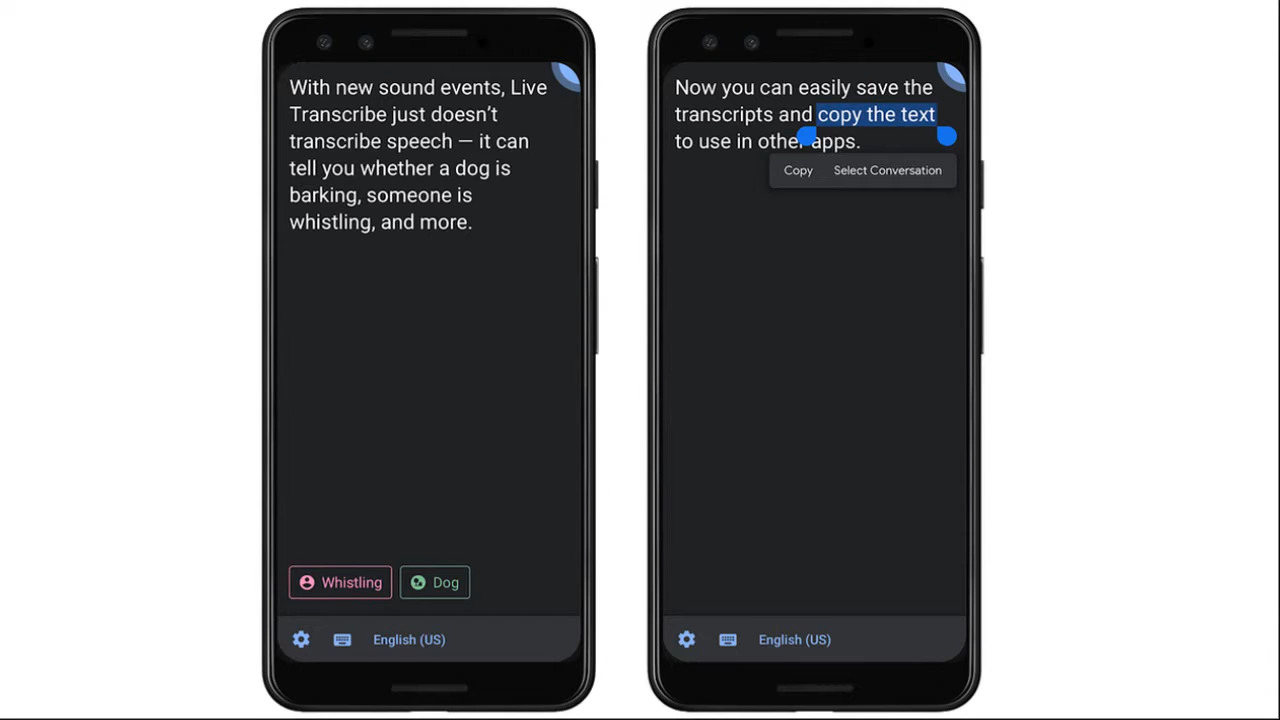 With new sound events, Live
Transcribe just doesn’t
transcribe speech — it can
tell you whether a dog is
barking, someone is
whistling, and more.
Whistling
Dog
English (US)
Now you can easily save the
transcripts and copy the text
to use in other apps.
Copy
Select Conversation
English (US)